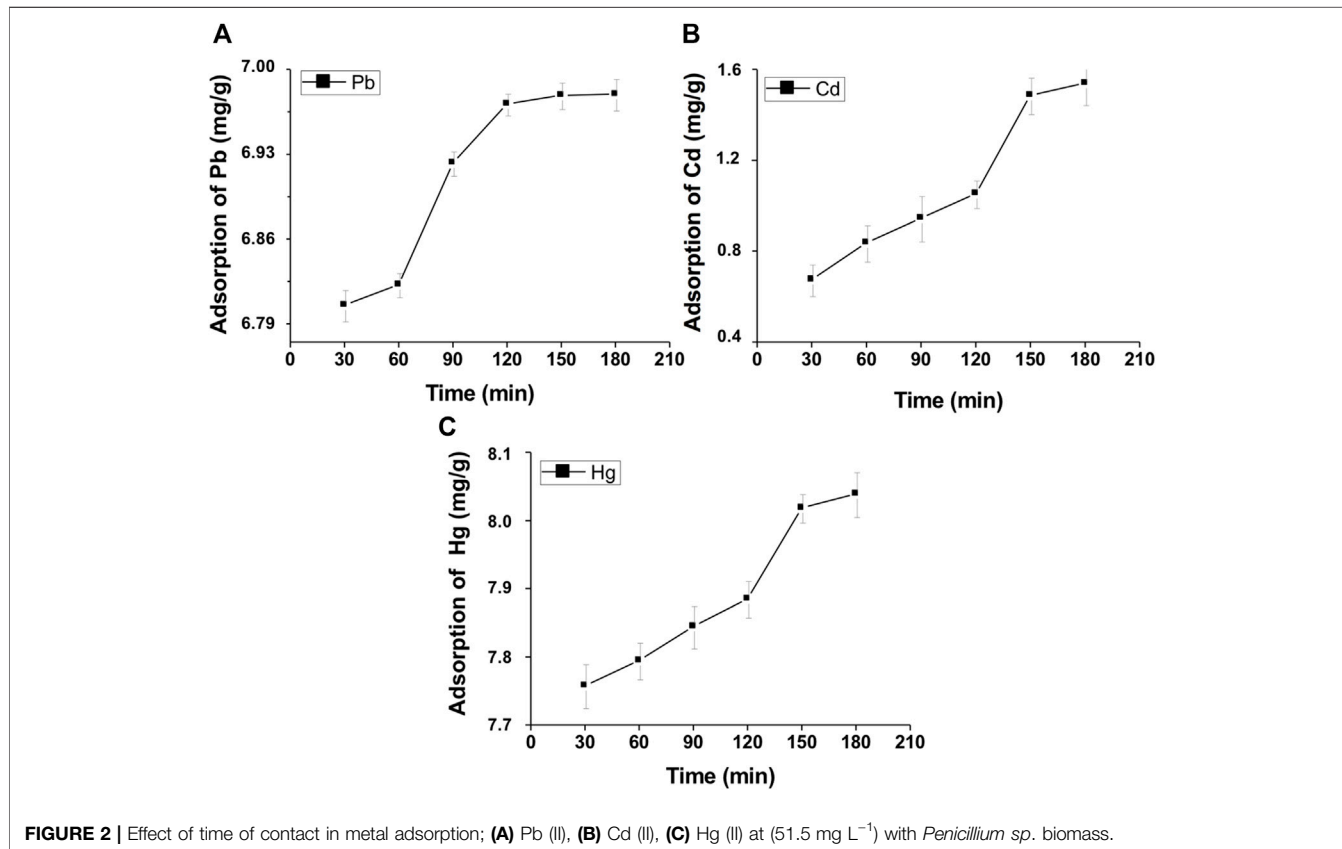 A
Pb
Adsorption of Pb (mg/g)
7.00
6.93
6.86
6.79
0 30 60 90 120 150 180 210
Time (min)
B
Cd
Adsorption of Cd (mg/g)
1.6
1.2
0.8
0.4
0 30 60 90 120 150 180 210
Time (min)
C
Hg
Adsorption of Hg (mg/g)
8.1
8.0
7.9
7.8
7.7
0 30 60 90 120 150 180 210
Time (min)
FIGURE 2 | Effect of time of contact in metal adsorption; (A) Pb (II), (B) Cd (II), (C) Hg (II) at (51.5 mg L⁻¹) with Penicillium sp. biomass.